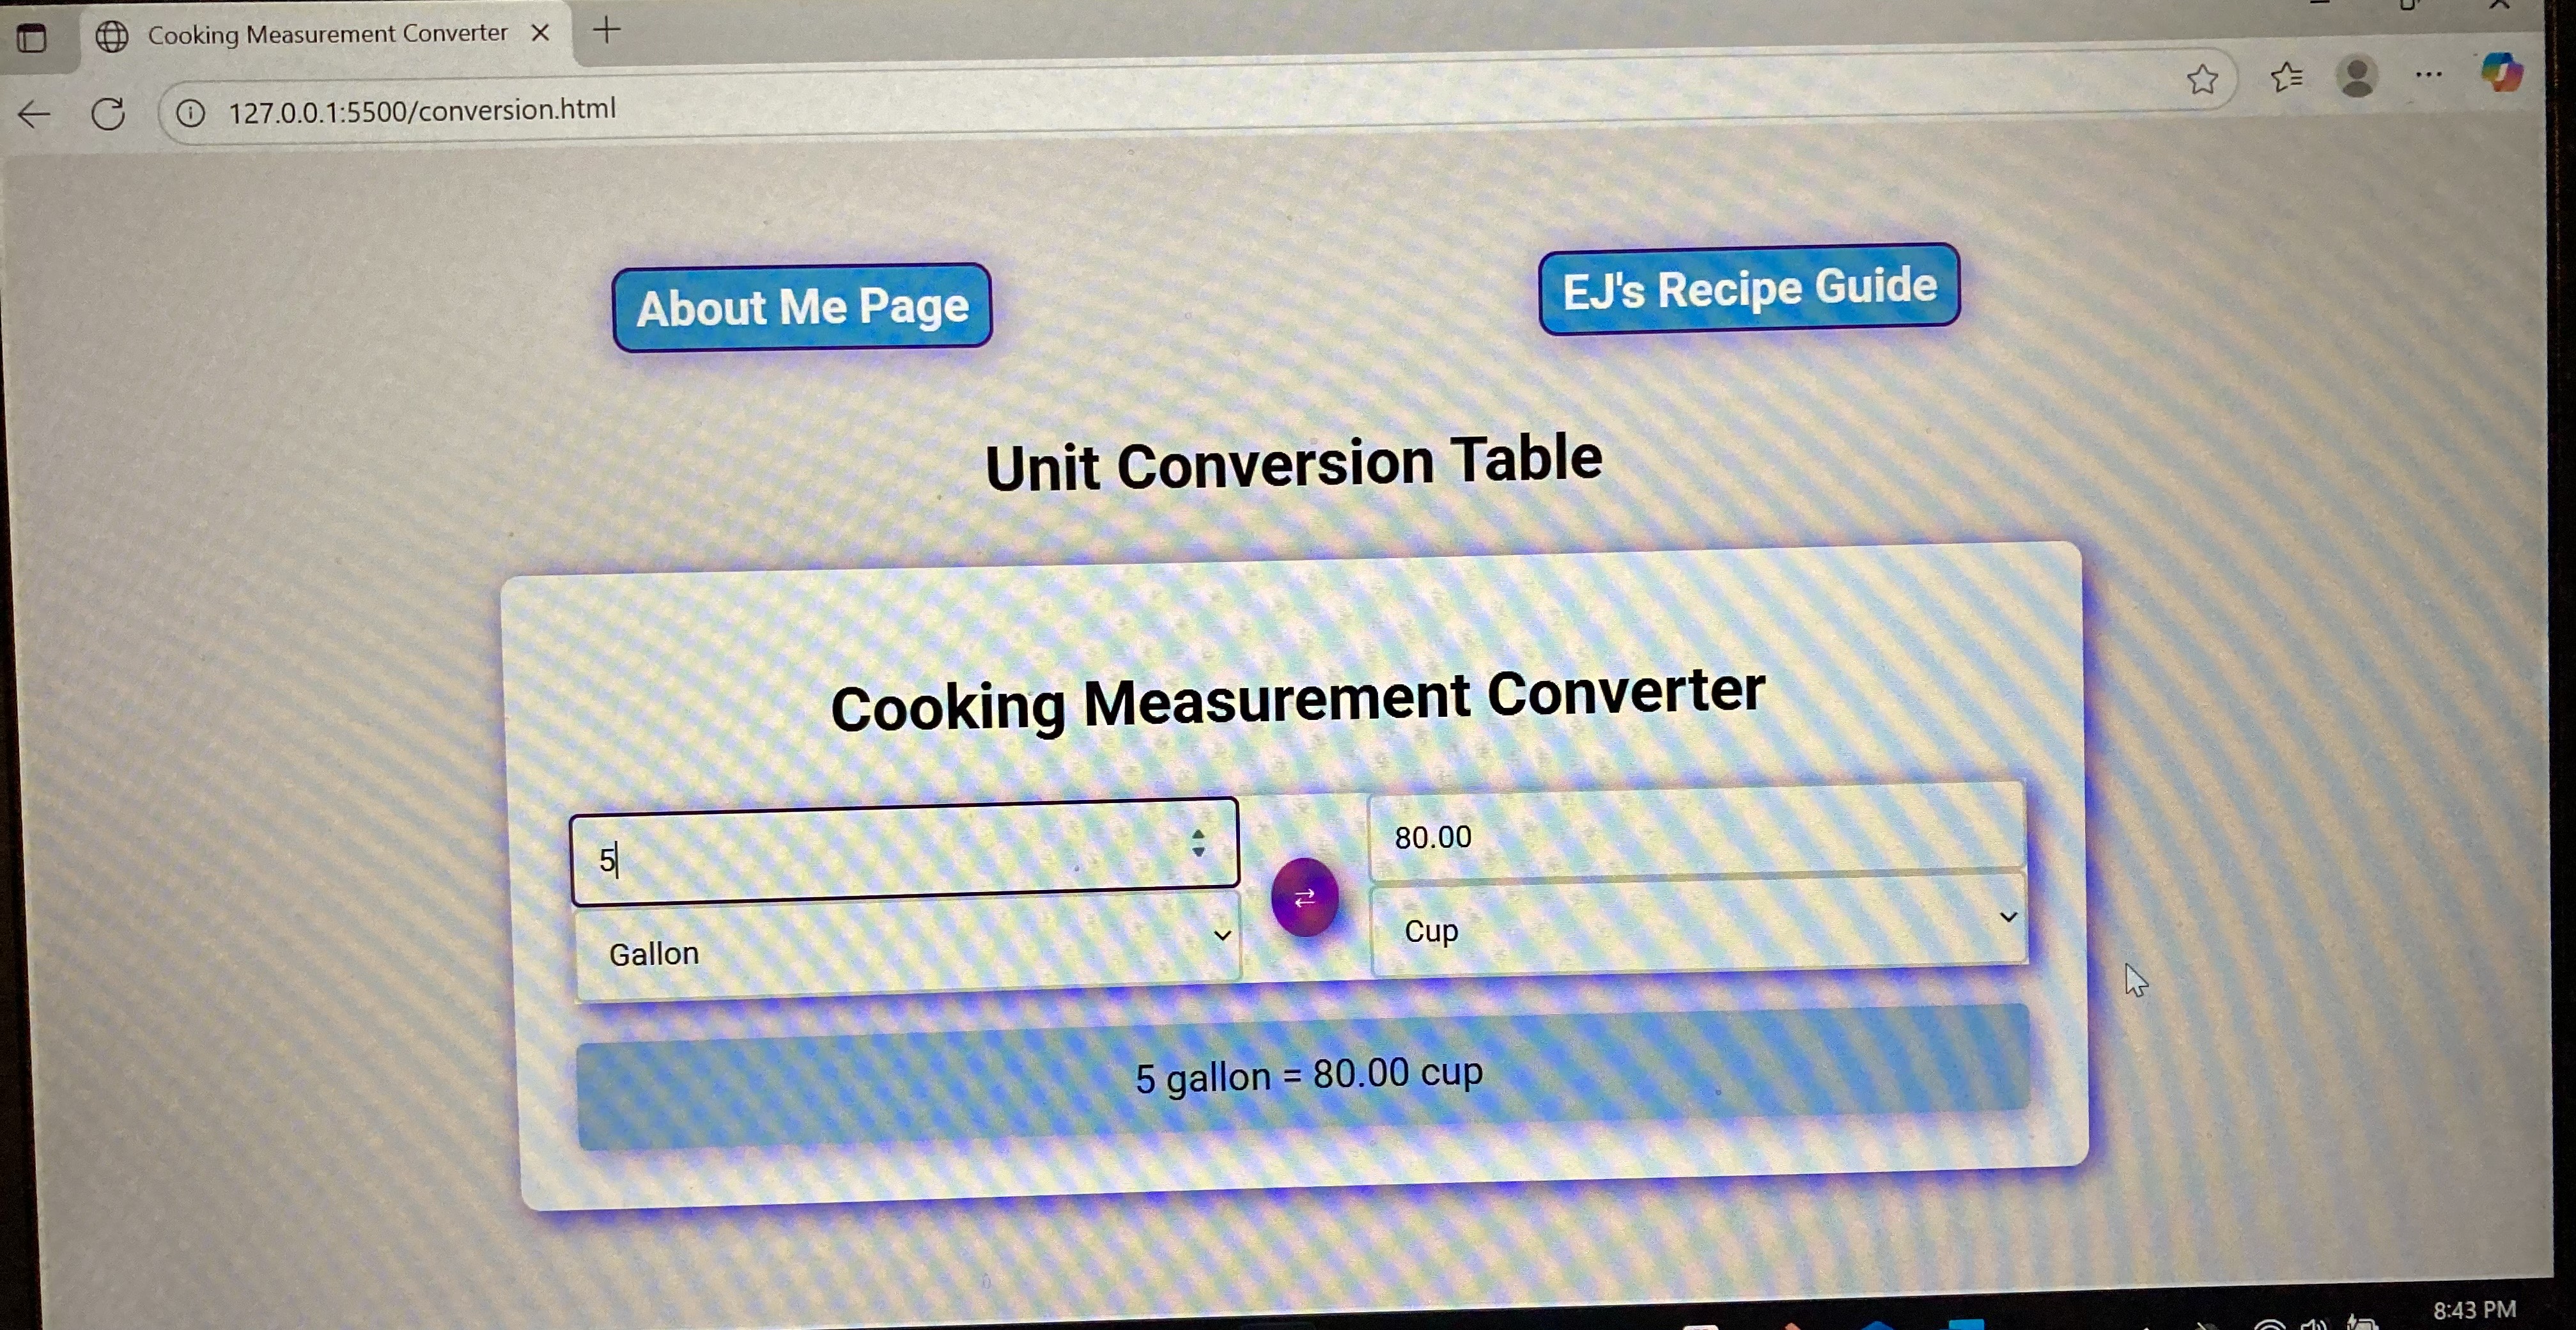 Cooking Measurement Converter
127.0.0.1:5500/conversion.html
About Me Page
EJ's Recipe Guide
Unit Conversion Table
Cooking Measurement Converter
5
80.00
Gallon
Cup
5 gallon = 80.00 cup
8:43 PM